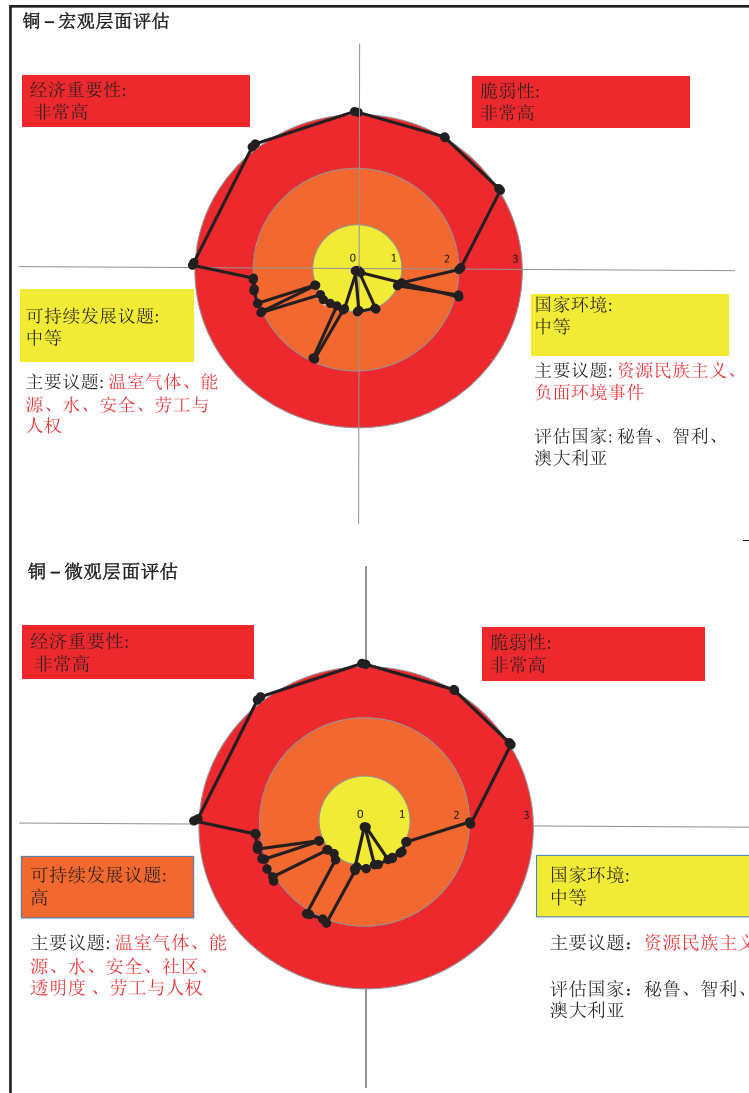 铜 – 宏观层面评估
经济重要性:
非常高
脆弱性:
非常高
0
1
2
3
可持续发展议题:
中等
国家环境:
中等
主要议题: 温室气体、能
源、水、安全、劳工与
人权
主要议题: 资源民族主义、
负面环境事件
评估国家: 秘鲁、智利、
澳大利亚
铜 – 微观层面评估
经济重要性:
非常高
脆弱性:
非常高
0
1
2
3
可持续发展议题:
高
国家环境:
中等
主要议题: 温室气体、能
源、水、安全、社区、
透明度 、劳工与人权
主要议题: 资源民族主义
评估国家: 秘鲁、智利、
澳大利亚